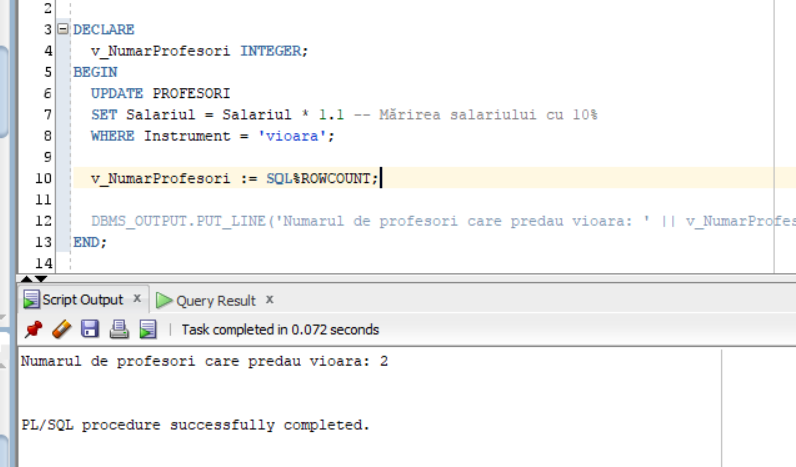 2
3 DECLARE
4 v_NumarProfesori INTEGER;
5 BEGIN
6 UPDATE PROFESORI
7 SET Salariul = Salariul * 1.1 -- Mărirea salariului cu 10%
8 WHERE Instrument = 'vioara';
9
10 v_NumarProfesori := SQL%ROWCOUNT;
11
12 DBMS_OUTPUT.PUT_LINE('Numarul de profesori care predau vioara: ' || v_NumarProfes
13 END;
14
Script Output x Query Result x
Task completed in 0.072 seconds
Numarul de profesori care predau vioara: 2
PL/SQL procedure successfully completed.